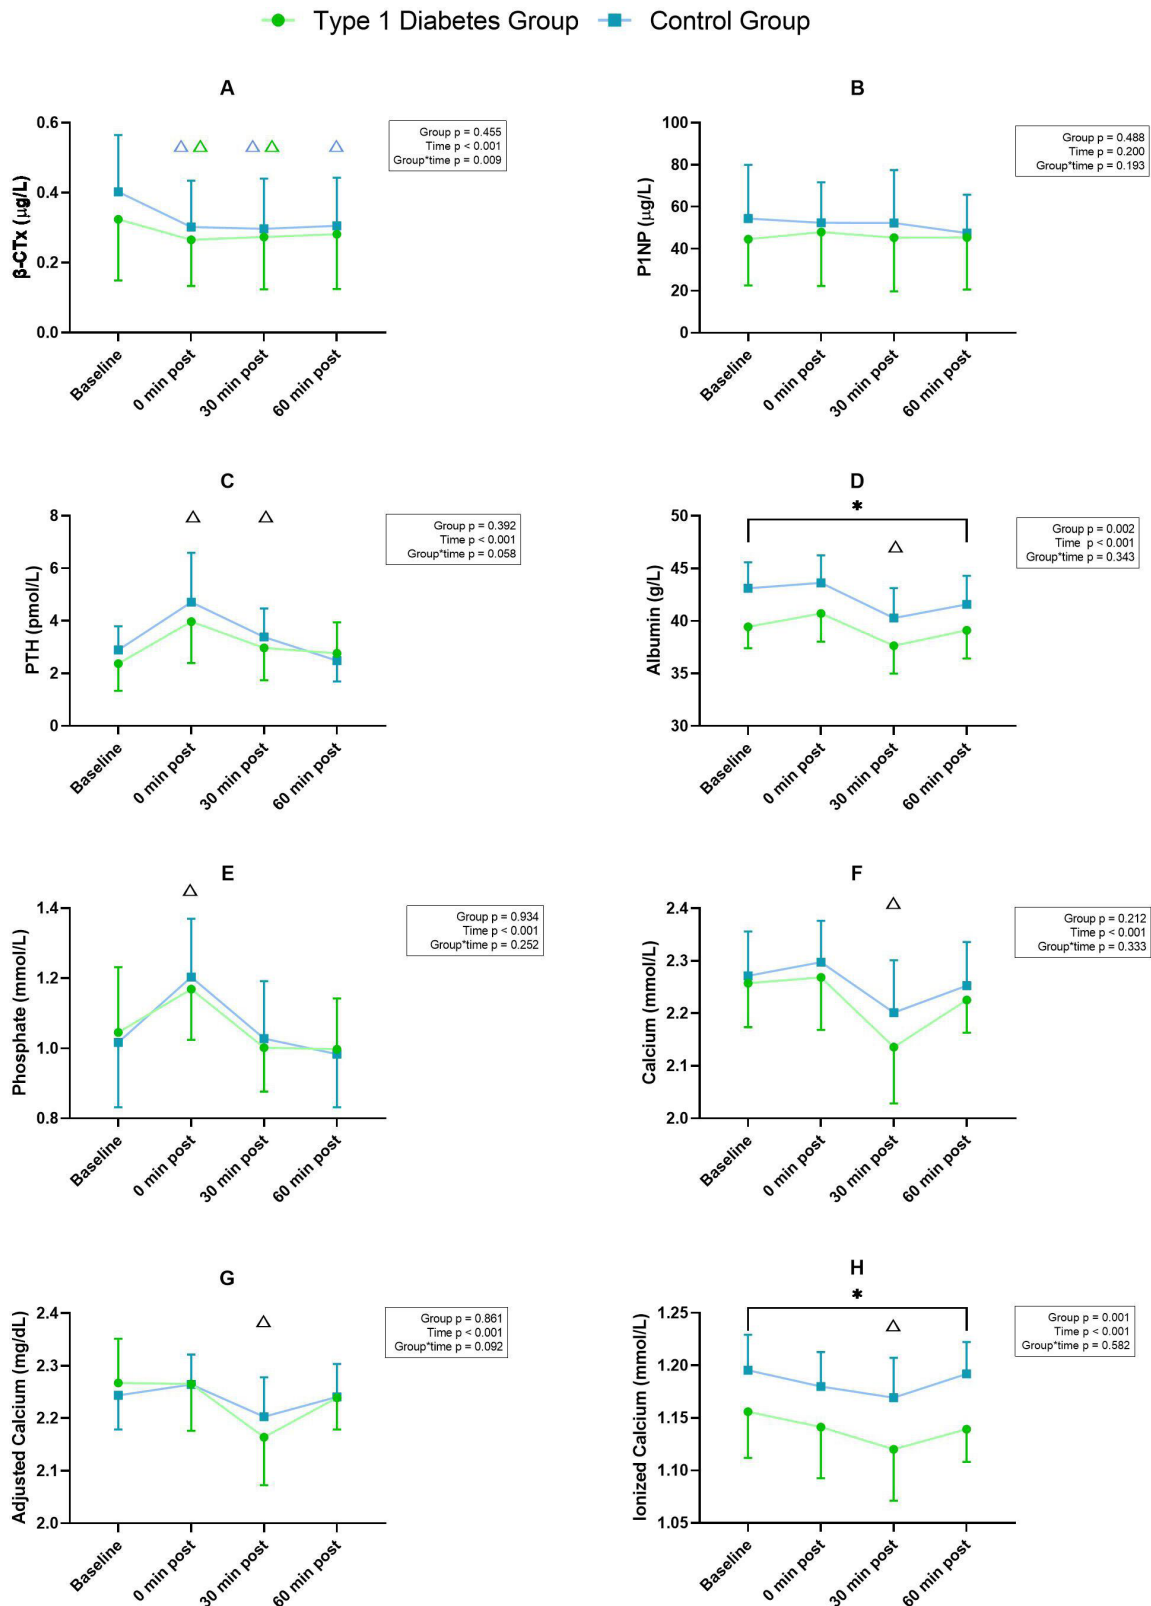 Type 1 Diabetes Group Control Group
A
β-CTx (μg/L)
0.6
0.4
0.2
0.0
Baseline
0 min post
30 min post
60 min post
Group p = 0.455
Time p < 0.001
Group*time p = 0.009
B
P1NP (μg/L)
100
80
60
40
20
0
Baseline
0 min post
30 min post
60 min post
Group p = 0.488
Time p = 0.200
Group*time p = 0.193
C
PTH (pmol/L)
8
6
4
2
0
Baseline
0 min post
30 min post
60 min post
Group p = 0.392
Time p < 0.001
Group*time p = 0.058
D
*
Albumin (g/L)
50
45
40
35
30
Baseline
0 min post
30 min post
60 min post
Group p = 0.002
Time p < 0.001
Group*time p = 0.343
E
Phosphate (mmol/L)
1.4
1.2
1.0
0.8
Baseline
0 min post
30 min post
60 min post
Group p = 0.934
Time p < 0.001
Group*time p = 0.252
F
Calcium (mmol/L)
2.4
2.3
2.2
2.1
2.0
Baseline
0 min post
30 min post
60 min post
Group p = 0.212
Time p < 0.001
Group*time p = 0.333
G
Adjusted Calcium (mg/dL)
2.4
2.3
2.2
2.1
2.0
Baseline
0 min post
30 min post
60 min post
Group p = 0.861
Time p < 0.001
Group*time p = 0.092
H
*
Ionized Calcium (mmol/L)
1.25
1.20
1.15
1.10
1.05
Baseline
0 min post
30 min post
60 min post
Group p = 0.001
Time p < 0.001
Group*time p = 0.582